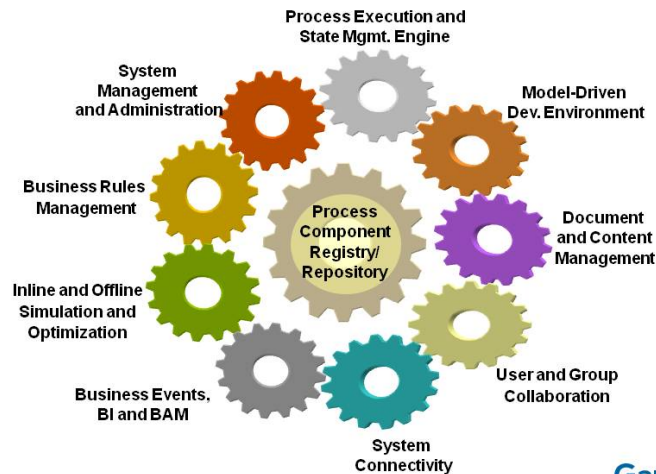 Process Execution and
State Mgmt. Engine
System
Management
and Administration
Model-Driven
Dev. Environment
Business Rules
Management
Process
Component
Registry/
Repository
Document
and Content
Management
Inline and Offline
Simulation and
Optimization
User and Group
Collaboration
Business Events,
BI and BAM
System
Connectivity